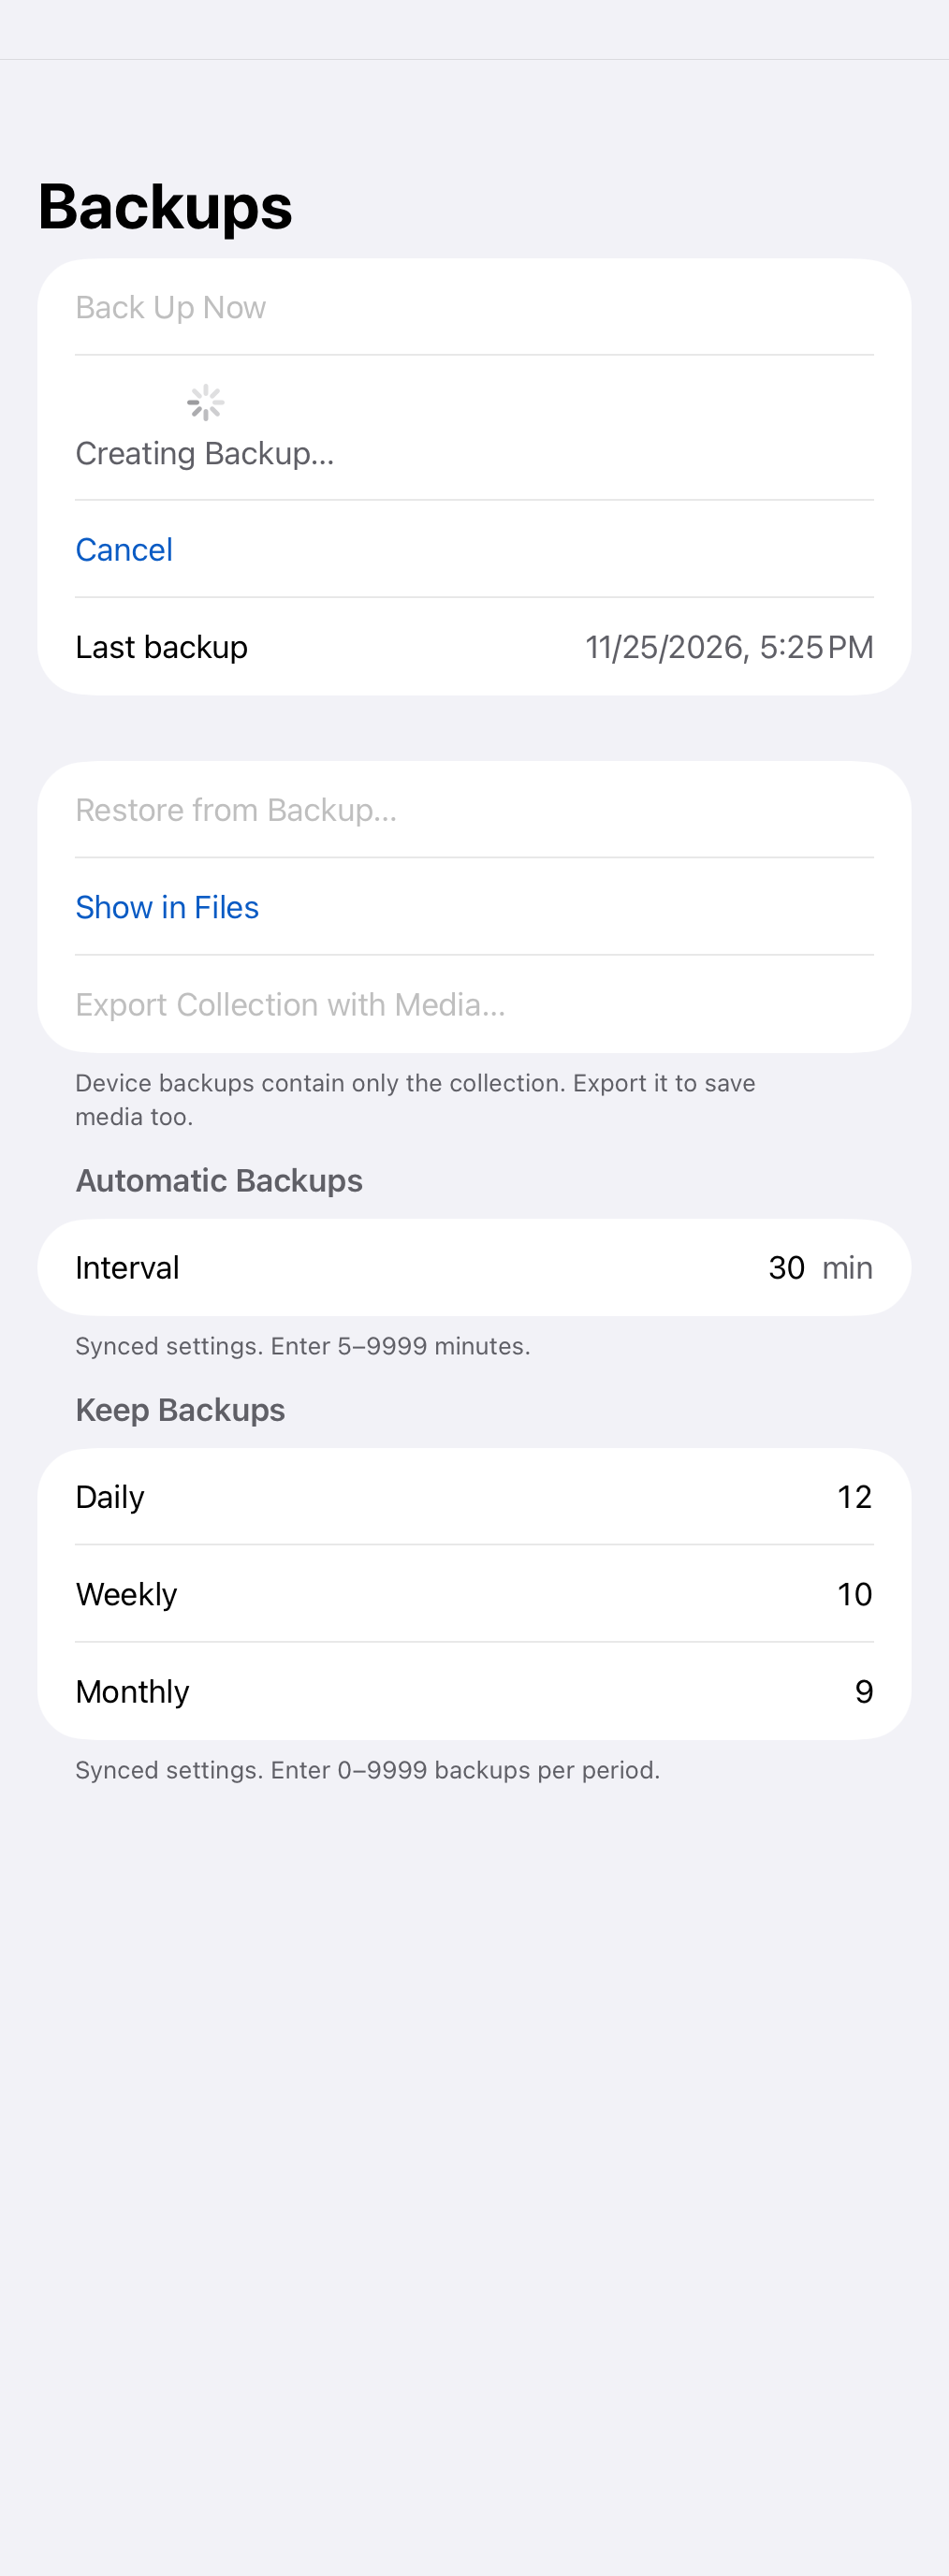 Backups
Back Up Now
Creating Backup...
Cancel
Last backup 11/25/2026, 5:25 PM
Restore from Backup...
Show in Files
Export Collection with Media...
Device backups contain only the collection. Export it to save
media too.
Automatic Backups
Interval 30 min
Synced settings. Enter 5–9999 minutes.
Keep Backups
Daily 12
Weekly 10
Monthly 9
Synced settings. Enter 0–9999 backups per period.